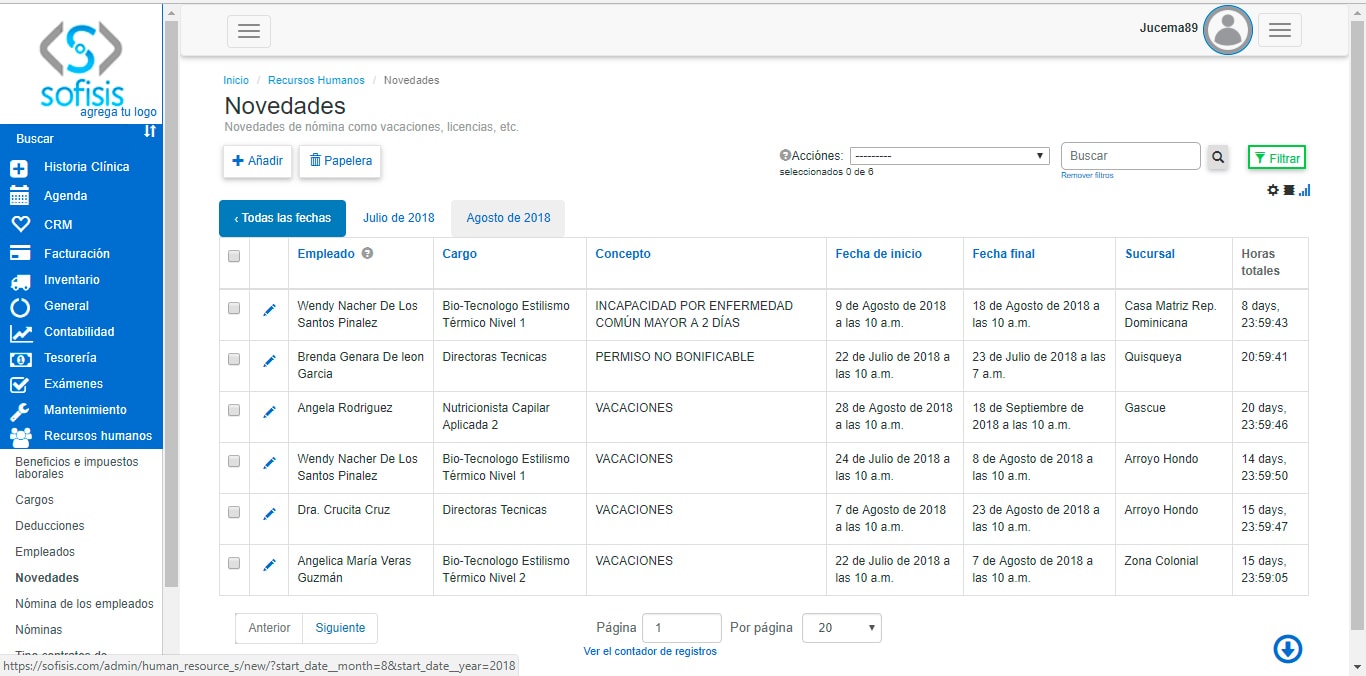 Jucema89
sofisis
agrega tu logo
Buscar
Historia Clínica
Agenda
CRM
Facturación
Inventario
General
Contabilidad
Tesorería
Exámenes
Mantenimiento
Recursos humanos
Beneficios e impuestos
laborales
Cargos
Deducciones
Empleados
Novedades
Nómina de los empleados
Nóminas
Inicio / Recursos Humanos / Novedades
Novedades
Novedades de nómina como vacaciones, licencias, etc.
+ Añadir Papelera
Acciónes: --------- Buscar Filtrar
seleccionados 0 de 6
Remover filtros
‹ Todas las fechas Julio de 2018 Agosto de 2018
Empleado ? Cargo Concepto Fecha de inicio Fecha final Sucursal Horas
totales
Wendy Nacher De Los Bio-Tecnologo Estilismo INCAPACIDAD POR ENFERMEDAD 9 de Agosto de 2018 18 de Agosto de 2018 a Casa Matriz Rep. 8 days,
Santos Pinalez Térmico Nivel 1 COMÚN MAYOR A 2 DÍAS a las 10 a.m. las 10 a.m. Dominicana 23:59:43
Brenda Genara De leon Directoras Tecnicas PERMISO NO BONIFICABLE 22 de Julio de 2018 a 23 de Julio de 2018 a las Quisqueya 20:59:41
Garcia las 10 a.m. 7 a.m.
Angela Rodriguez Nutricionista Capilar VACACIONES 28 de Agosto de 2018 18 de Septiembre de Gascue 20 days,
Aplicada 2 a las 10 a.m. 2018 a las 10 a.m. 23:59:46
Wendy Nacher De Los Bio-Tecnologo Estilismo VACACIONES 24 de Julio de 2018 a 8 de Agosto de 2018 a Arroyo Hondo 14 days,
Santos Pinalez Térmico Nivel 1 las 10 a.m. las 10 a.m. 23:59:50
Dra. Crucita Cruz Directoras Tecnicas VACACIONES 7 de Agosto de 2018 23 de Agosto de 2018 a Arroyo Hondo 15 days,
a las 10 a.m. las 10 a.m. 23:59:47
Angelica María Veras Bio-Tecnologo Estilismo VACACIONES 22 de Julio de 2018 a 7 de Agosto de 2018 a Zona Colonial 15 days,
Guzmán Térmico Nivel 2 las 10 a.m. las 10 a.m. 23:59:05
Anterior Siguiente Página 1 Por página 20
Ver el contador de registros
https://sofisis.com/admin/human_resource_s/new/?start_date__month=8&start_date__year=2018